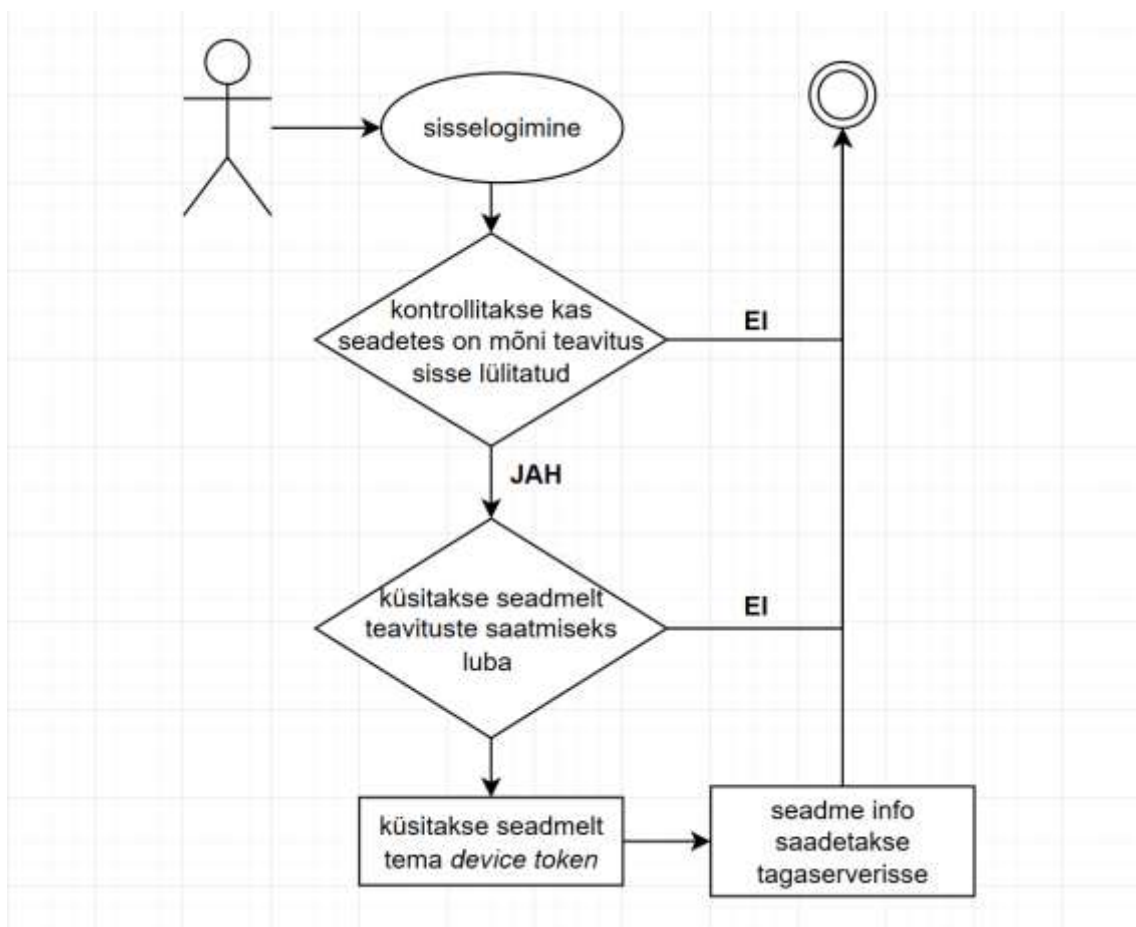 sisselogimine
kontrollitakse kas
seadetes on mõni teavitus
sisse lülitatud
EI
JAH
küsitakse seadmelt
teavituste saatmiseks
luba
EI
küsitakse seadmelt
tema device token
seadme info
saadetakse
tagaserverisse